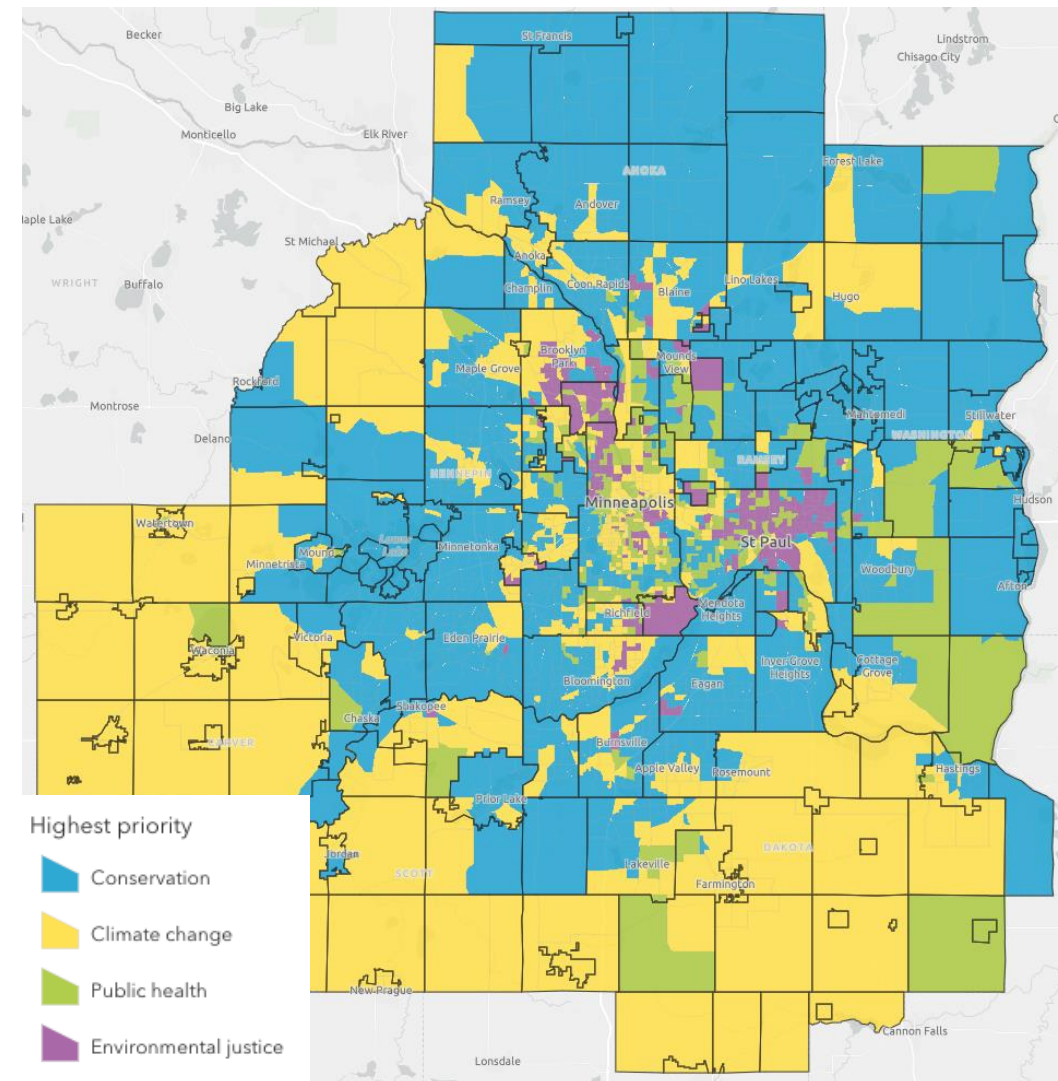 Becker
St Francis
Lindstrom
Chisago City
Big Lake
Monticello
Elk River
Forest Lake
ANOKA
Ramsey
Andover
aple Lake
St Michael
Anoka
WRIGHT
Buffalo
Champlin
Coon Rapids
Blaine
Lino Lakes
Hugo
Brooklyn
Park
Mounds
View
Maple Grove
Rockford
Montrose
Mahtomedi
Stillwater
Delano
WASHINGTON
HENNEPIN
RAMSEY
Minneapolis
Hudson
Watertown
St Paul
Mound
Lower
Lake
Minnetonka
Minnetrista
Woodbury
Afton
Richfield
Mendota
Heights
Victoria
Eden Prairie
Waconia
Inver Grove
Heights
Cottage
Grove
Bloomington
Eagan
Chaska
Shakopee
CARVER
Burnsville
Apple Valley
Rosemount
Hastings
Prior Lake
Highest priority
Conservation
Climate change
Public health
Environmental justice
Jordan
SCOTT
Lakeville
DAKOTA
Farmington
New Prague
Cannon Falls
Lonsdale